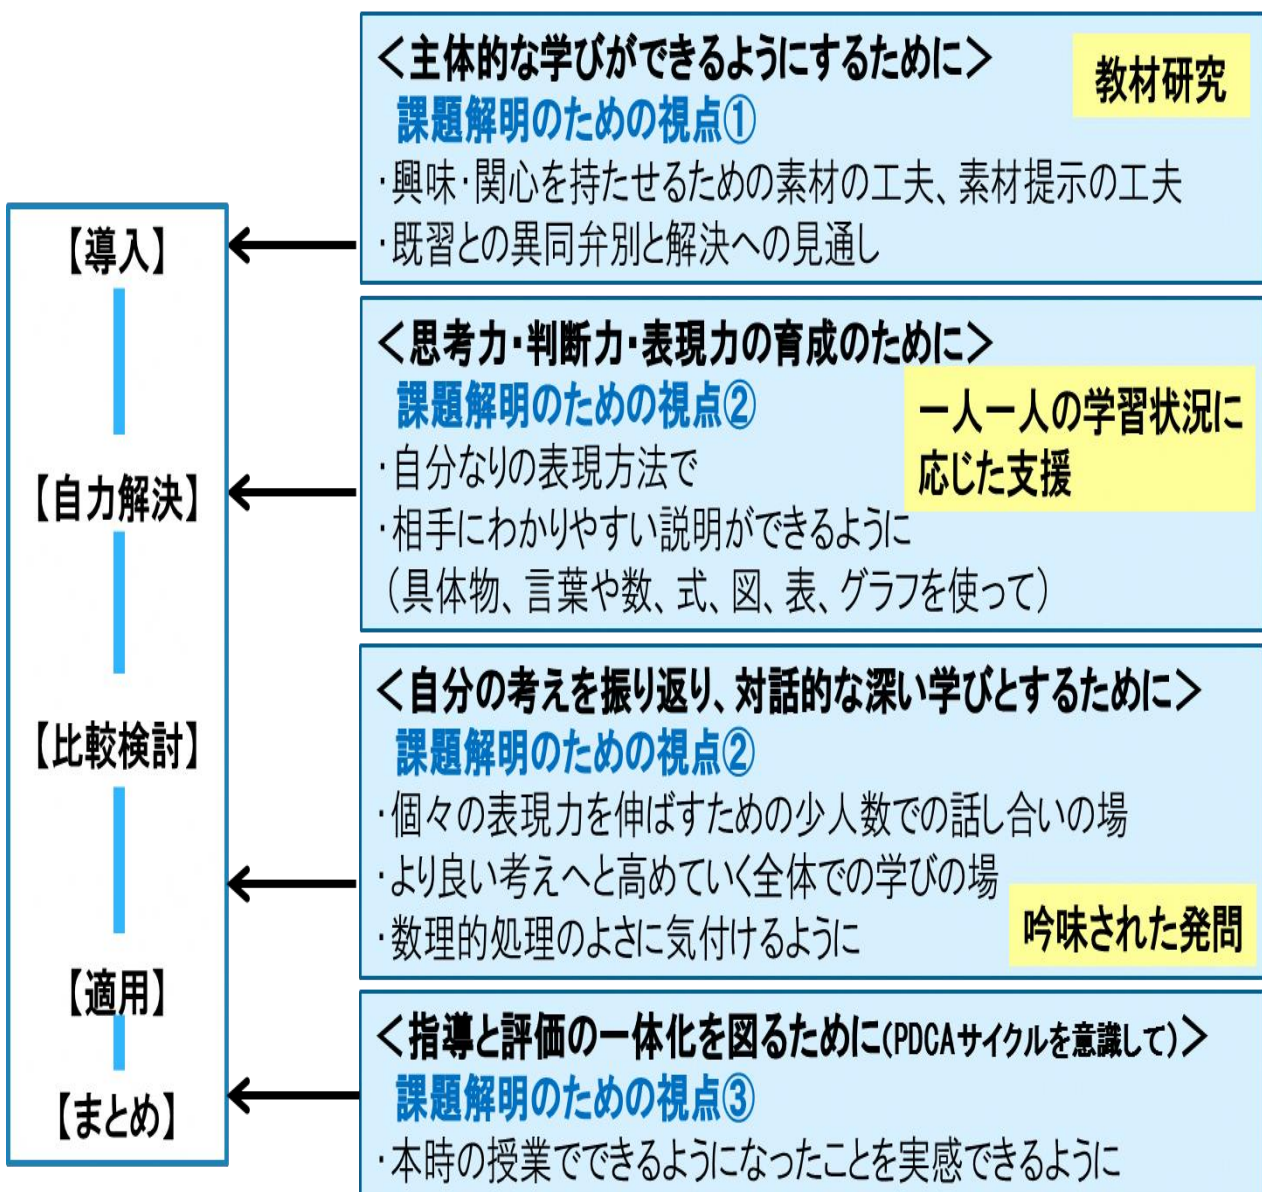 【導入】
【自力解決】
【比較検討】
【適用】
【まとめ】
＜主体的な学びができるようにするために＞
教材研究
課題解明のための視点①
・興味・関心を持たせるための素材の工夫、素材提示の工夫
・既習との異同弁別と解決への見通し
＜思考力・判断力・表現力の育成のために＞
課題解明のための視点②
一人一人の学習状況に
応じた支援
・自分なりの表現方法で
・相手にわかりやすい説明ができるように
（具体物、言葉や数、式、図、表、グラフを使って）
＜自分の考えを振り返り、対話的な深い学びとするために＞
課題解明のための視点②
・個々の表現力を伸ばすための少人数での話し合いの場
・より良い考えへと高めていく全体での学びの場
・数理的処理のよさに気付けるように
吟味された発問
＜指導と評価の一体化を図るために(PDCAサイクルを意識して)＞
課題解明のための視点③
・本時の授業でできるようになったことを実感できるように